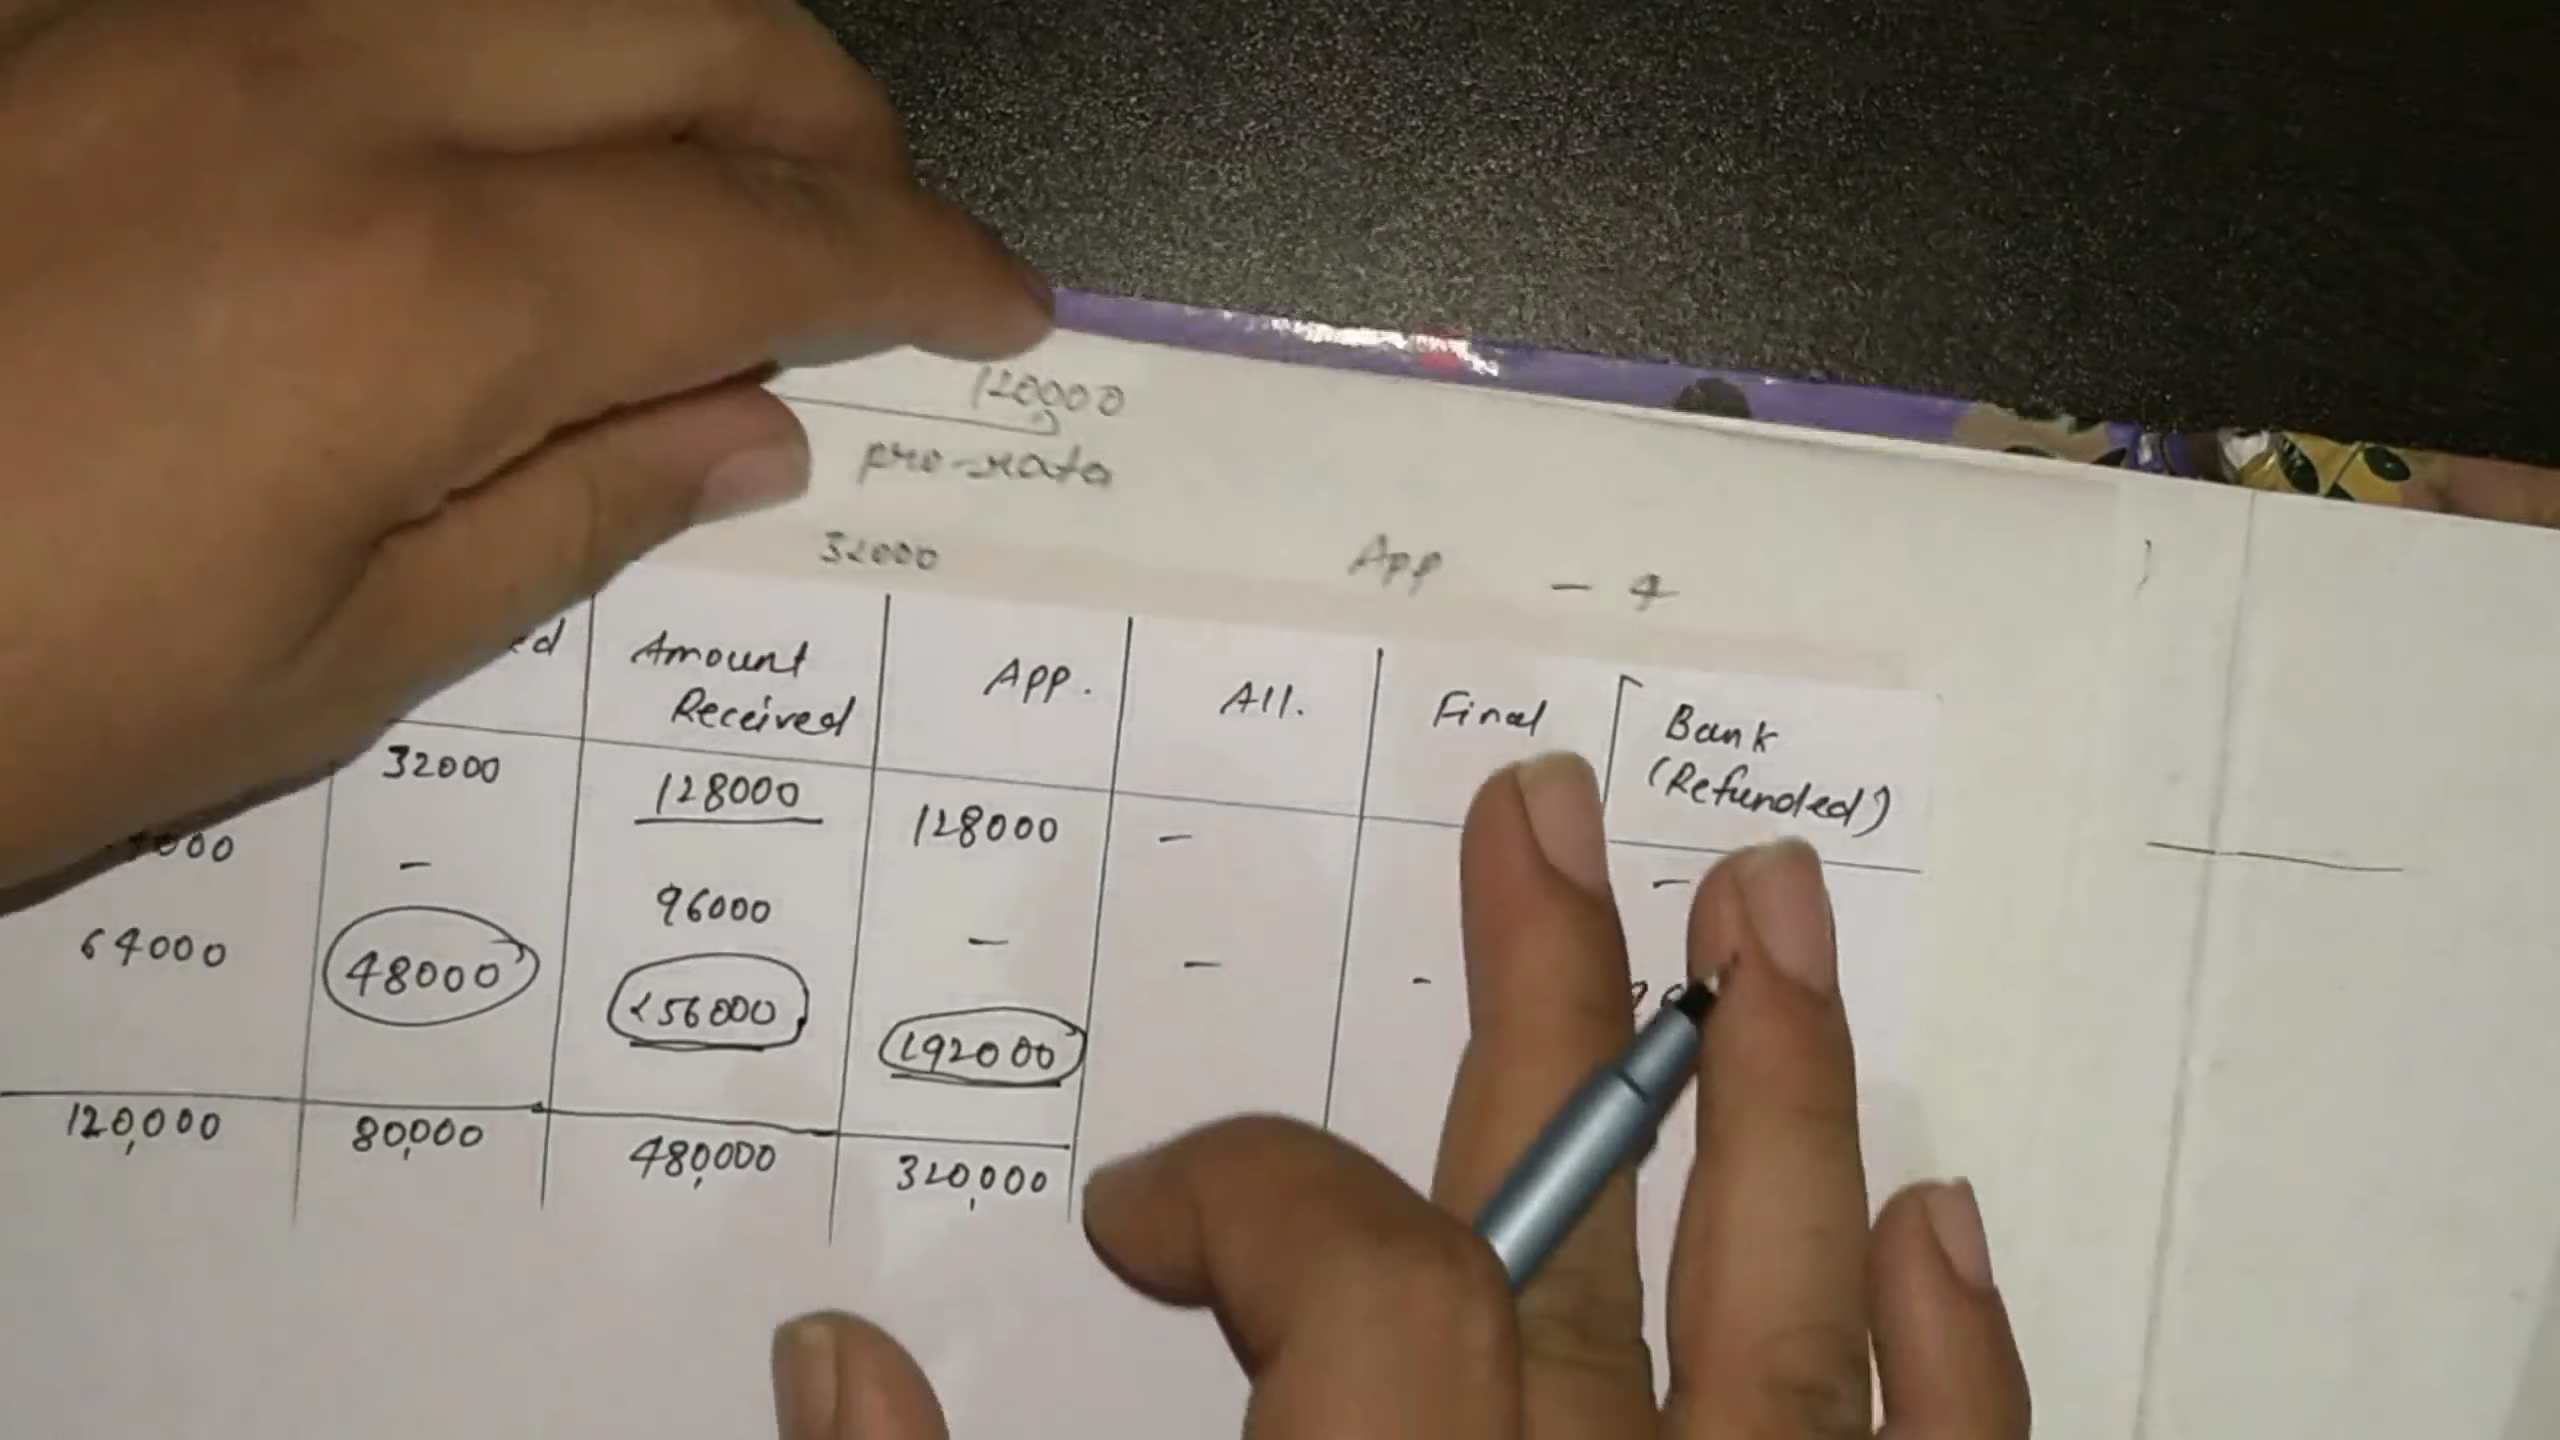 120000
pro-rata
32000 App - 4
Amount Received App. All. Final Bank (Refunded)
32000 128000 128000 - -
- 96000 - - -
64000 48000 256000 192000
120,000 80,000 480,000 320,000